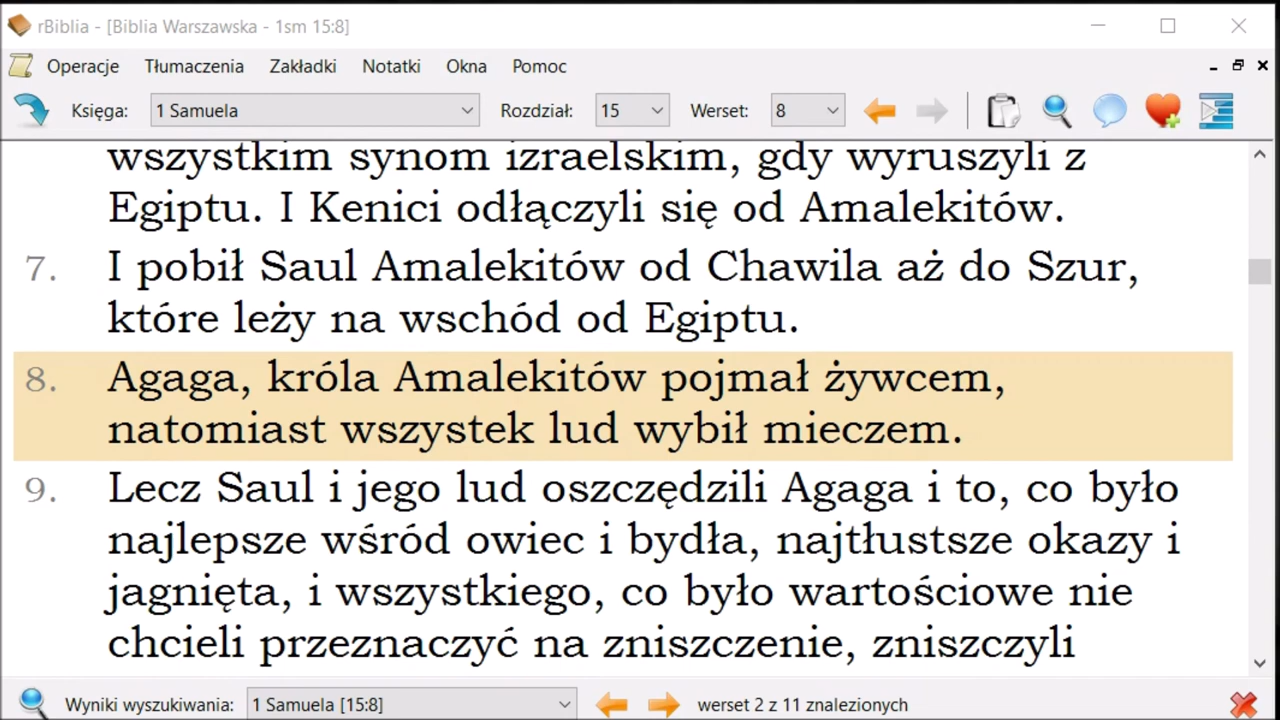 rBiblia - [Biblia Warszawska - 1sm 15:8]
Operacje Tłumaczenia Zakładki Notatki Okna Pomoc
Księga: 1 Samuela Rozdział: 15 Werset: 8
wszystkim synom izraelskim, gdy wyruszyli z
Egiptu. I Kenici odłączyli się od Amalekitów.
7. I pobił Saul Amalekitów od Chawila aż do Szur,
które leży na wschód od Egiptu.
8. Agaga, króla Amalekitów pojmał żywcem,
natomiast wszystek lud wybił mieczem.
9. Lecz Saul i jego lud oszczędzili Agaga i to, co było
najlepsze wśród owiec i bydła, najtłustsze okazy i
jagnięta, i wszystkiego, co było wartościowe nie
chcieli przeznaczyć na zniszczenie, zniszczyli
Wyniki wyszukiwania: 1 Samuela [15:8] werset 2 z 11 znalezionych